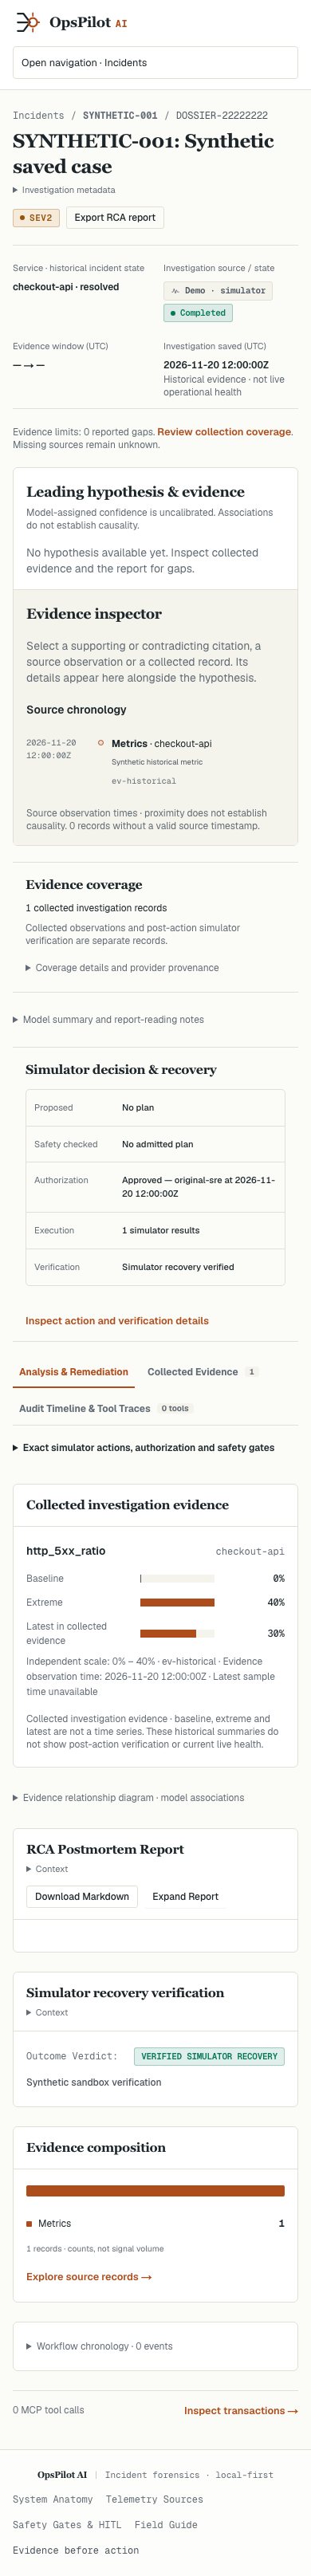 OpsPilot AI
Open navigation · Incidents
Incidents / SYNTHETIC-001 / DOSSIER-22222222
SYNTHETIC-001: Synthetic
saved case
▶ Investigation metadata
SEV2
Export RCA report
Service · historical incident state
checkout-api · resolved
Investigation source / state
Demo · simulator
Completed
Evidence window (UTC)
— → —
Investigation saved (UTC)
2026-11-20 12:00:00Z
Historical evidence · not live
operational health
Evidence limits: 0 reported gaps. Review collection coverage.
Missing sources remain unknown.
Leading hypothesis & evidence
Model-assigned confidence is uncalibrated. Associations
do not establish causality.
No hypothesis available yet. Inspect collected
evidence and the report for gaps.
Evidence inspector
Select a supporting or contradicting citation, a
source observation or a collected record. Its
details appear here alongside the hypothesis.
Source chronology
2026-11-20
12:00:00Z
Metrics · checkout-api
Synthetic historical metric
ev-historical
Source observation times · proximity does not establish
causality. 0 records without a valid source timestamp.
Evidence coverage
1 collected investigation records
Collected observations and post-action simulator
verification are separate records.
▶ Coverage details and provider provenance
▶ Model summary and report-reading notes
Simulator decision & recovery
Proposed No plan
Safety checked No admitted plan
Authorization Approved — original-sre at 2026-11-
20 12:00:00Z
Execution 1 simulator results
Verification Simulator recovery verified
Inspect action and verification details
Analysis & Remediation
Collected Evidence 1
Audit Timeline & Tool Traces 0 tools
▶ Exact simulator actions, authorization and safety gates
Collected investigation evidence
http_5xx_ratio checkout-api
Baseline 0%
Extreme 40%
Latest in collected
evidence 30%
Independent scale: 0% – 40% · ev-historical · Evidence
observation time: 2026-11-20 12:00:00Z · Latest sample
time unavailable
Collected investigation evidence · baseline, extreme and
latest are not a time series. These historical summaries do
not show post-action verification or current live health.
▶ Evidence relationship diagram · model associations
RCA Postmortem Report
▶ Context
Download Markdown Expand Report
Simulator recovery verification
▶ Context
Outcome Verdict: VERIFIED SIMULATOR RECOVERY
Synthetic sandbox verification
Evidence composition
Metrics 1
1 records · counts, not signal volume
Explore source records →
▶ Workflow chronology · 0 events
0 MCP tool calls Inspect transactions →
OpsPilot AI | Incident forensics · local-first
System Anatomy Telemetry Sources
Safety Gates & HITL Field Guide
Evidence before action